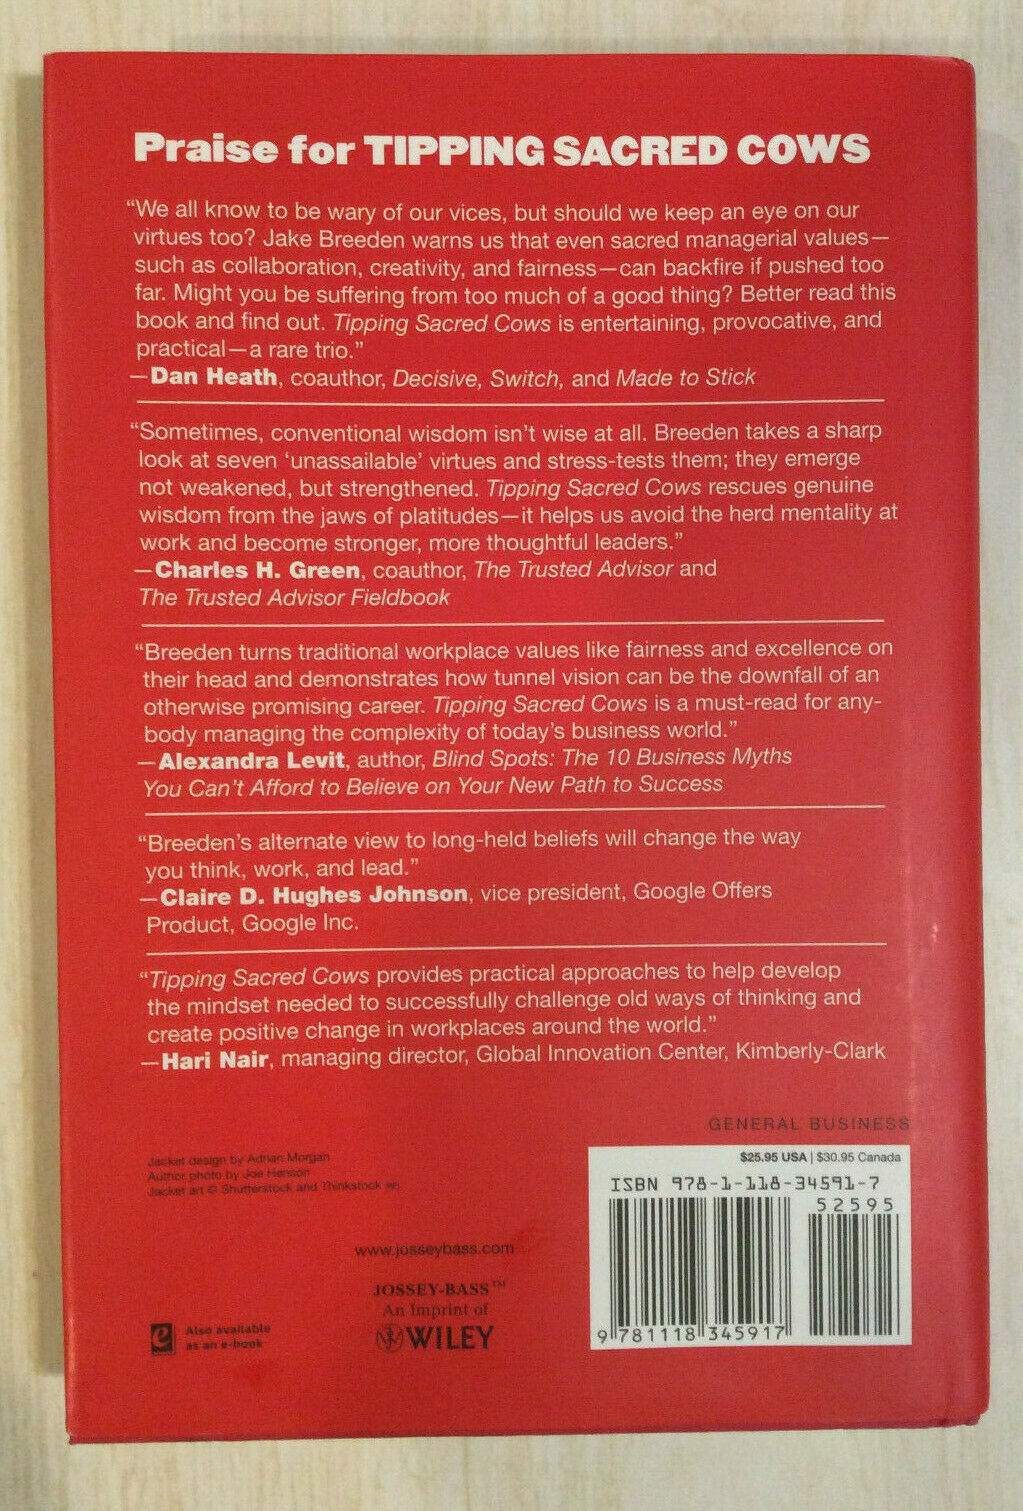 Praise for TIPPING SACRED COWS
“We all know to be wary of our vices, but should we keep an eye on our
virtues too? Jake Breeden warns us that even sacred managerial values—
such as collaboration, creativity, and fairness—can backfire if pushed too
far. Might you be suffering from too much of a good thing? Better read this
book and find out. Tipping Sacred Cows is entertaining, provocative, and
practical—a rare trio.”
—Dan Heath, coauthor, Decisive, Switch, and Made to Stick
“Sometimes, conventional wisdom isn’t wise at all. Breeden takes a sharp
look at seven ‘unassailable’ virtues and stress-tests them; they emerge
not weakened, but strengthened. Tipping Sacred Cows rescues genuine
wisdom from the jaws of platitudes—it helps us avoid the herd mentality at
work and become stronger, more thoughtful leaders.”
—Charles H. Green, coauthor, The Trusted Advisor and
The Trusted Advisor Fieldbook
“Breeden turns traditional workplace values like fairness and excellence on
their head and demonstrates how tunnel vision can be the downfall of an
otherwise promising career. Tipping Sacred Cows is a must-read for any-
body managing the complexity of today’s business world.”
—Alexandra Levit, author, Blind Spots: The 10 Business Myths
You Can’t Afford to Believe on Your New Path to Success
“Breeden’s alternate view to long-held beliefs will change the way
you think, work, and lead.”
—Claire D. Hughes Johnson, vice president, Google Offers
Product, Google Inc.
“Tipping Sacred Cows provides practical approaches to help develop
the mindset needed to successfully challenge old ways of thinking and
create positive change in workplaces around the world.”
—Hari Nair, managing director, Global Innovation Center, Kimberly-Clark
GENERAL BUSINESS
Jacket design by Adrian Morgan
Author photo by Joe Henson
Jacket art © Shutterstock and Thinkstock
$25.95 USA | $30.95 Canada
ISBN 978-1-118-34591-7
52595
9 781118 345917
www.josseybass.com
JOSSEY-BASS™
An Imprint of
WILEY
e
Also available
as an e-book